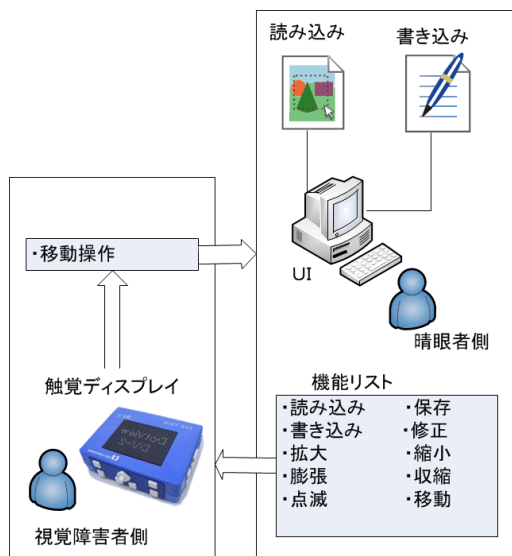 読み込み
書き込み
UI
晴眼者側
・移動操作
触覚ディスプレイ
視覚障害者側
機能リスト
・読み込み ・保存
・書き込み ・修正
・拡大 ・縮小
・膨張 ・収縮
・点滅 ・移動